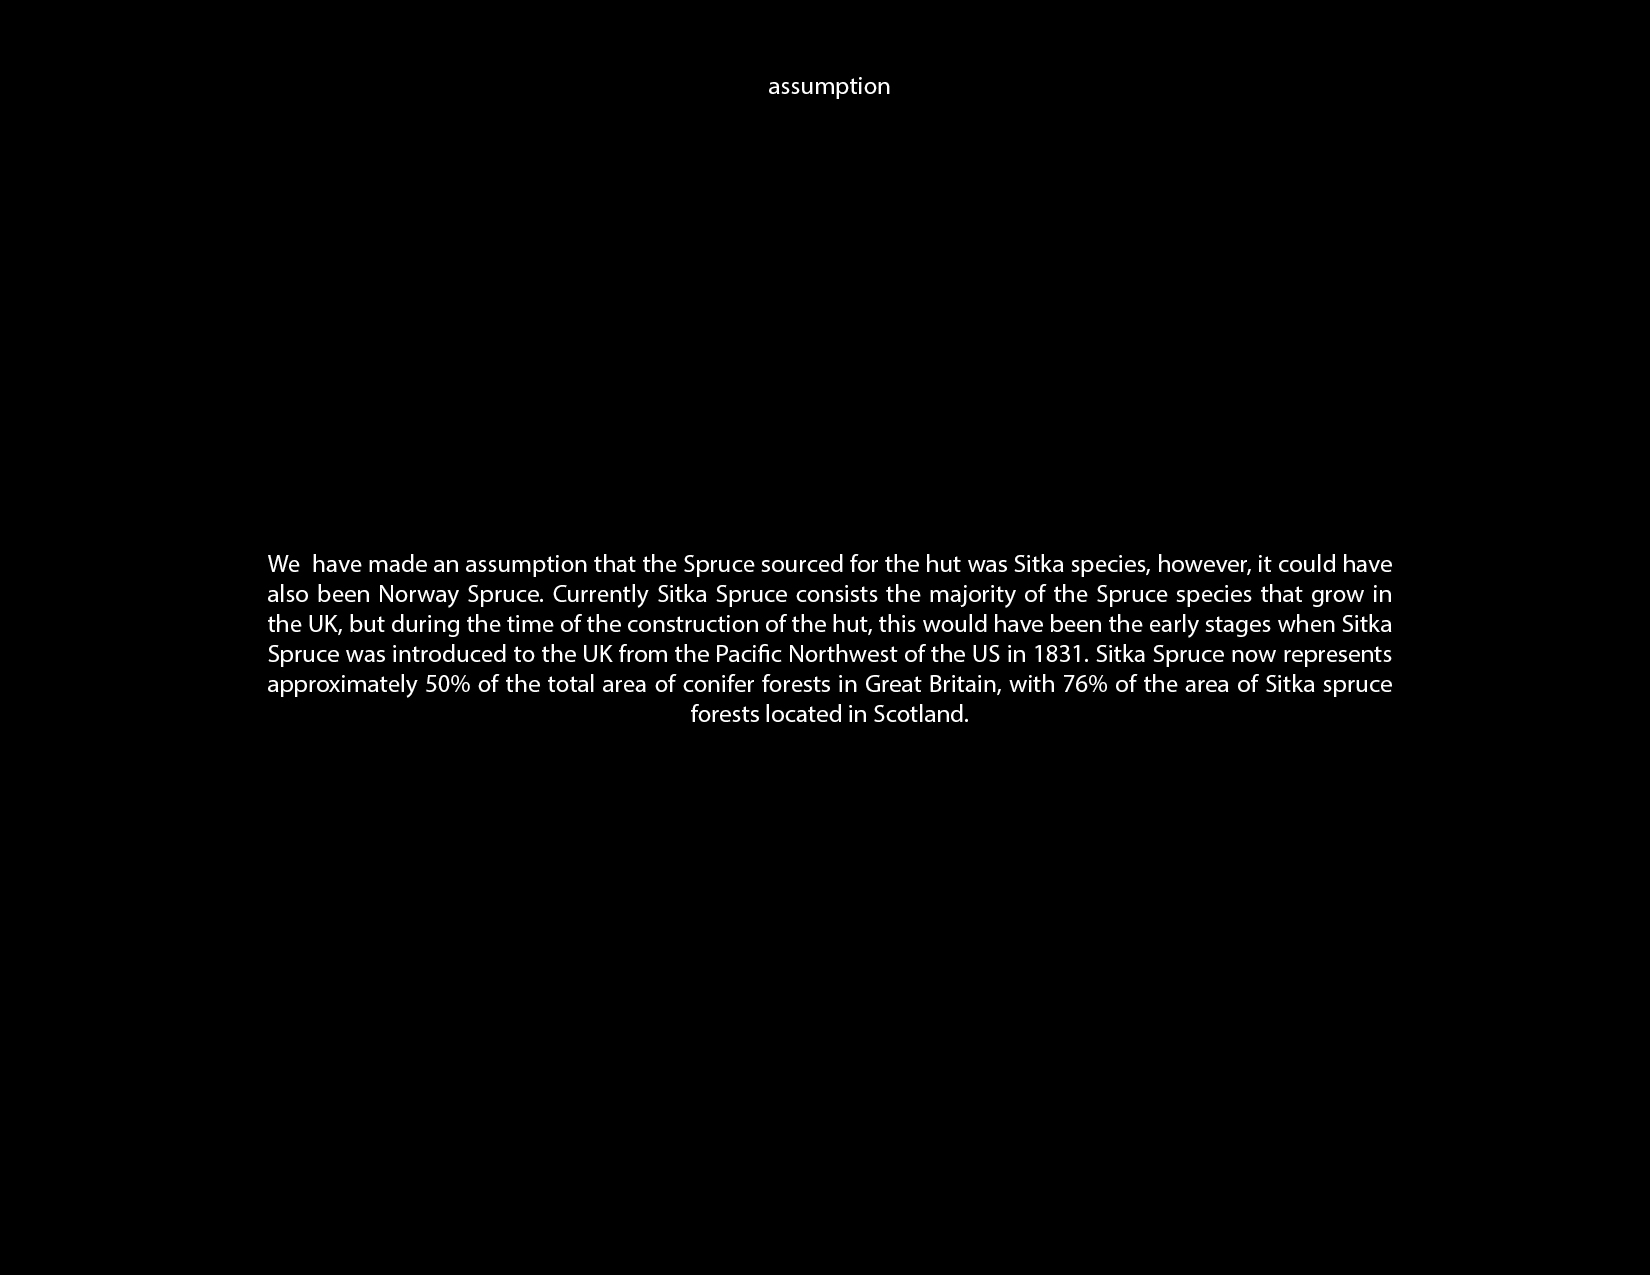 assumption
We  have made an assumption that the Spruce sourced for the hut was Sitka species, however, it could have
also been Norway Spruce. Currently Sitka Spruce consists the majority of the Spruce species that grow in
the UK, but during the time of the construction of the hut, this would have been the early stages when Sitka
Spruce was introduced to the UK from the Pacific Northwest of the US in 1831. Sitka Spruce now represents
approximately 50% of the total area of conifer forests in Great Britain, with 76% of the area of Sitka spruce
forests located in Scotland.